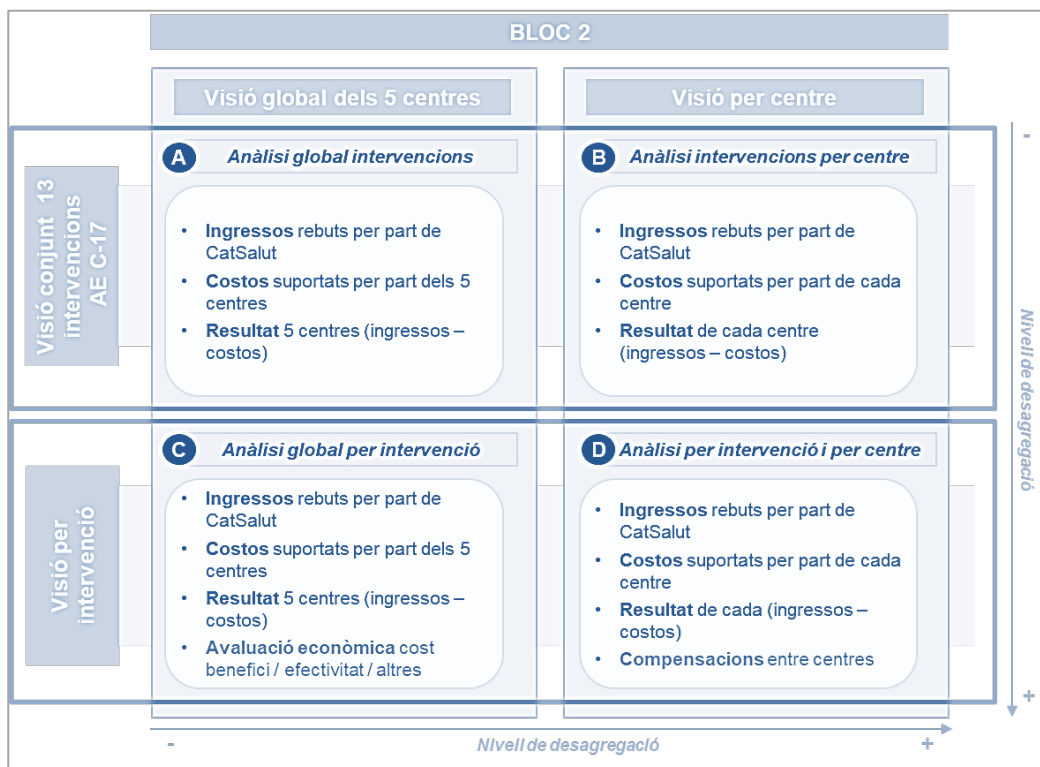 BLOC 2
Visió global dels 5 centres
Visió per centre
Visió conjunt 13
intervencions
AE C-17
A
Anàlisi global intervencions
• Ingressos rebuts per part de
CatSalut
• Costos suportats per part dels 5
centres
• Resultat 5 centres (ingressos –
costos)
B
Anàlisi intervencions per centre
• Ingressos rebuts per part de
CatSalut
• Costos suportats per part de cada
centre
• Resultat de cada centre
(ingressos – costos)
-
Nivell de desagregació
+
Visió per
intervenció
C
Anàlisi global per intervenció
• Ingressos rebuts per part de
CatSalut
• Costos suportats per part dels 5
centres
• Resultat 5 centres (ingressos –
costos)
• Avaluació econòmica cost
benefici / efectivitat / altres
D
Anàlisi per intervenció i per centre
• Ingressos rebuts per part de
CatSalut
• Costos suportats per part de cada
centre
• Resultat de cada (ingressos –
costos)
• Compensacions entre centres
-
Nivell de desagregació
+